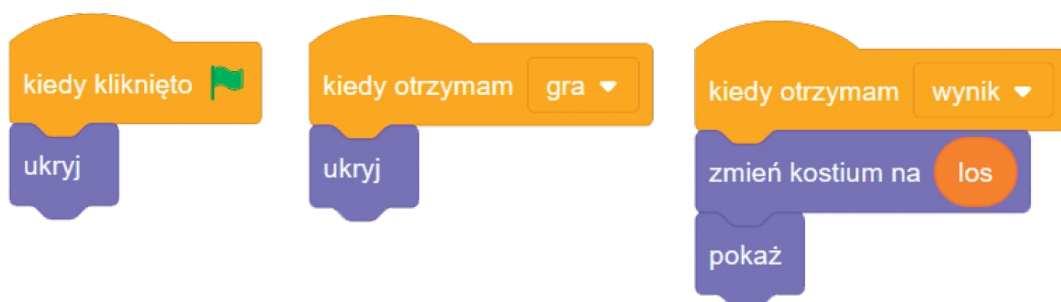 kiedy kliknięto
ukryj
kiedy otrzymam gra
ukryj
kiedy otrzymam wynik
zmień kostium na los
pokaż